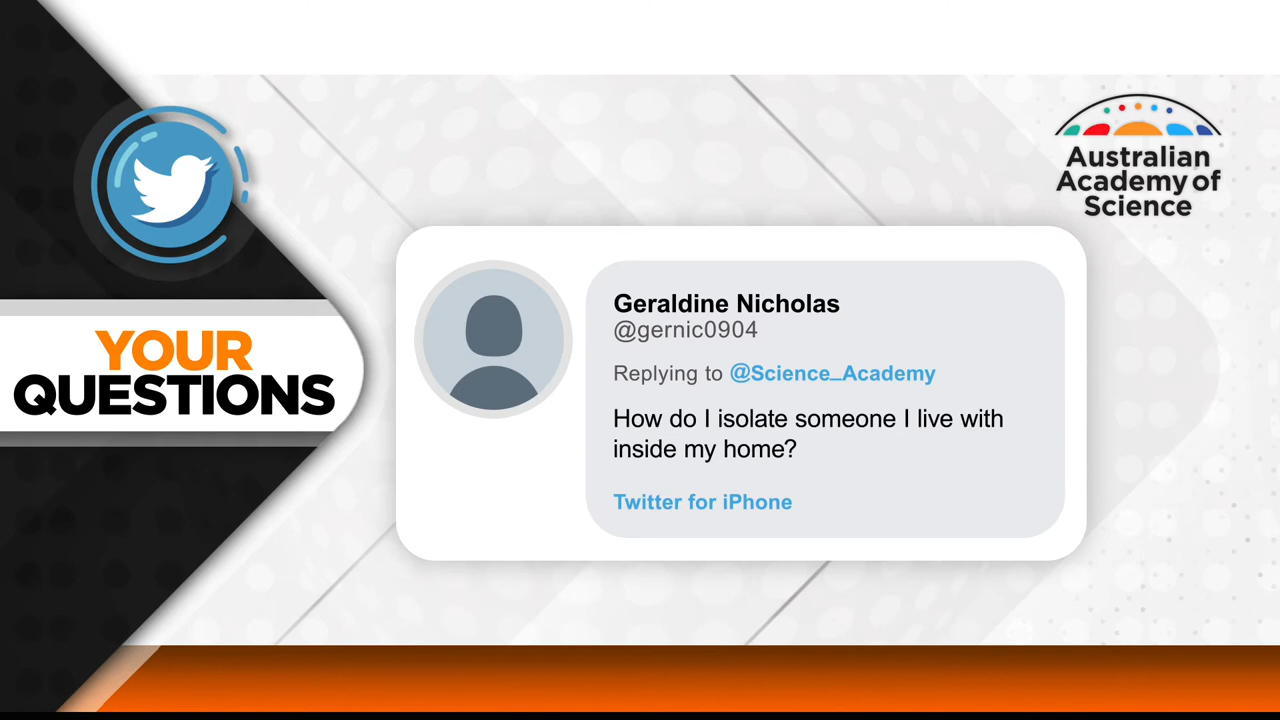 YOUR
QUESTIONS
Australian
Academy of
Science
Geraldine Nicholas
@gernic0904
Replying to @Science_Academy
How do I isolate someone I live with
inside my home?
Twitter for iPhone